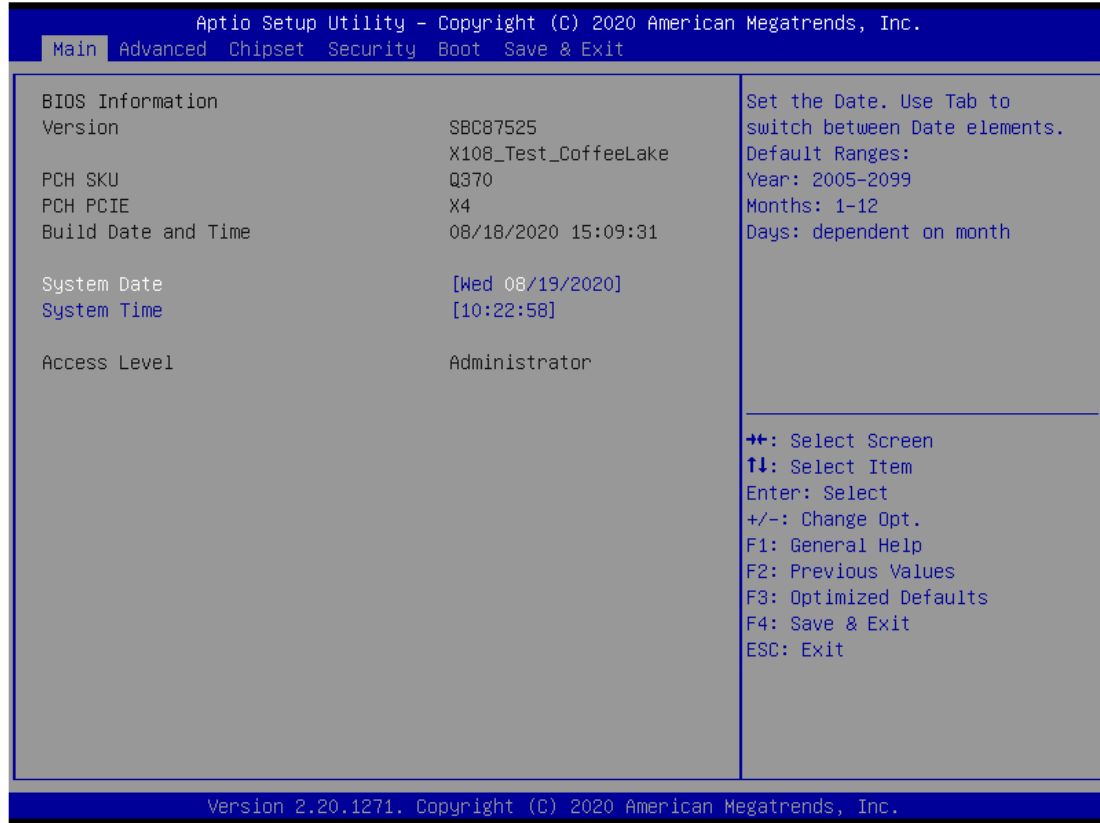 Aptio Setup Utility – Copyright (C) 2020 American Megatrends, Inc.
Main Advanced Chipset Security Boot Save & Exit
BIOS Information
Version SBC87525
X108_Test_CoffeeLake
PCH SKU Q370
PCH PCIE X4
Build Date and Time 08/18/2020 15:09:31
System Date [Wed 08/19/2020]
System Time [10:22:58]
Access Level Administrator
Set the Date. Use Tab to
switch between Date elements.
Default Ranges:
Year: 2005–2099
Months: 1–12
Days: dependent on month
→←: Select Screen
↑↓: Select Item
Enter: Select
+/–: Change Opt.
F1: General Help
F2: Previous Values
F3: Optimized Defaults
F4: Save & Exit
ESC: Exit
Version 2.20.1271. Copyright (C) 2020 American Megatrends, Inc.